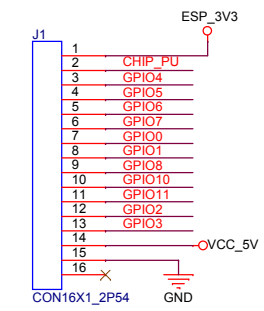 ESP_3V3
J1
1
2 CHIP_PU
3 GPIO4
4 GPIO5
5 GPIO6
6 GPIO7
7 GPIO0
8 GPIO1
9 GPIO8
10 GPIO10
11 GPIO11
12 GPIO2
13 GPIO3
14 VCC_5V
15
16
CON16X1_2P54 GND